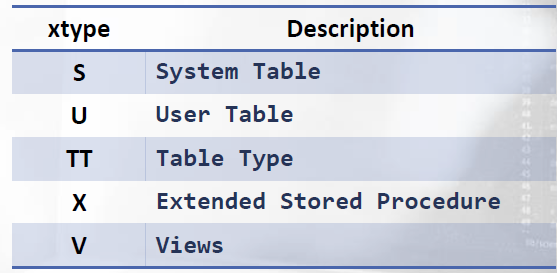 xtype Description
S System Table
U User Table
TT Table Type
X Extended Stored Procedure
V Views